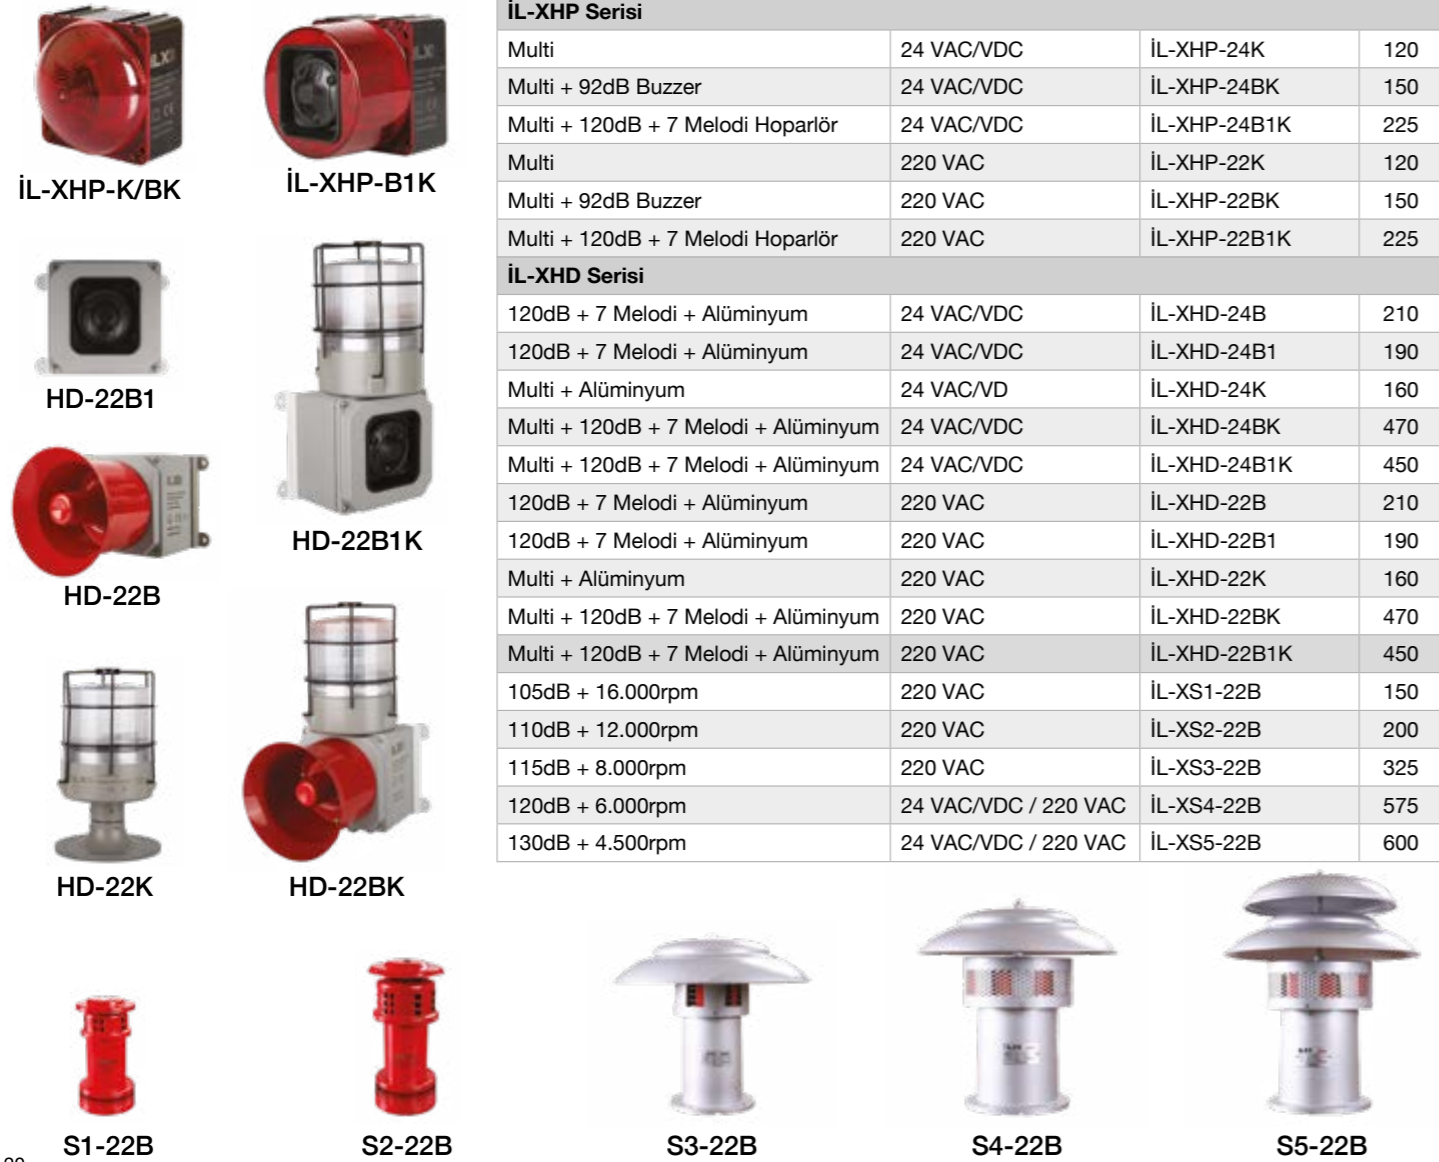 İL-XHP-K/BK
İL-XHP-B1K
HD-22B1
HD-22B1K
HD-22B
HD-22K
HD-22BK
İL-XHP Serisi
Multi 24 VAC/VDC İL-XHP-24K 120
Multi + 92dB Buzzer 24 VAC/VDC İL-XHP-24BK 150
Multi + 120dB + 7 Melodi Hoparlör 24 VAC/VDC İL-XHP-24B1K 225
Multi 220 VAC İL-XHP-22K 120
Multi + 92dB Buzzer 220 VAC İL-XHP-22BK 150
Multi + 120dB + 7 Melodi Hoparlör 220 VAC İL-XHP-22B1K 225
İL-XHD Serisi
120dB + 7 Melodi + Alüminyum 24 VAC/VDC İL-XHD-24B 210
120dB + 7 Melodi + Alüminyum 24 VAC/VDC İL-XHD-24B1 190
Multi + Alüminyum 24 VAC/VD İL-XHD-24K 160
Multi + 120dB + 7 Melodi + Alüminyum 24 VAC/VDC İL-XHD-24BK 470
Multi + 120dB + 7 Melodi + Alüminyum 24 VAC/VDC İL-XHD-24B1K 450
120dB + 7 Melodi + Alüminyum 220 VAC İL-XHD-22B 210
120dB + 7 Melodi + Alüminyum 220 VAC İL-XHD-22B1 190
Multi + Alüminyum 220 VAC İL-XHD-22K 160
Multi + 120dB + 7 Melodi + Alüminyum 220 VAC İL-XHD-22BK 470
Multi + 120dB + 7 Melodi + Alüminyum 220 VAC İL-XHD-22B1K 450
105dB + 16.000rpm 220 VAC İL-XS1-22B 150
110dB + 12.000rpm 220 VAC İL-XS2-22B 200
115dB + 8.000rpm 220 VAC İL-XS3-22B 325
120dB + 6.000rpm 24 VAC/VDC / 220 VAC İL-XS4-22B 575
130dB + 4.500rpm 24 VAC/VDC / 220 VAC İL-XS5-22B 600
S1-22B
S2-22B
S3-22B
S4-22B
S5-22B